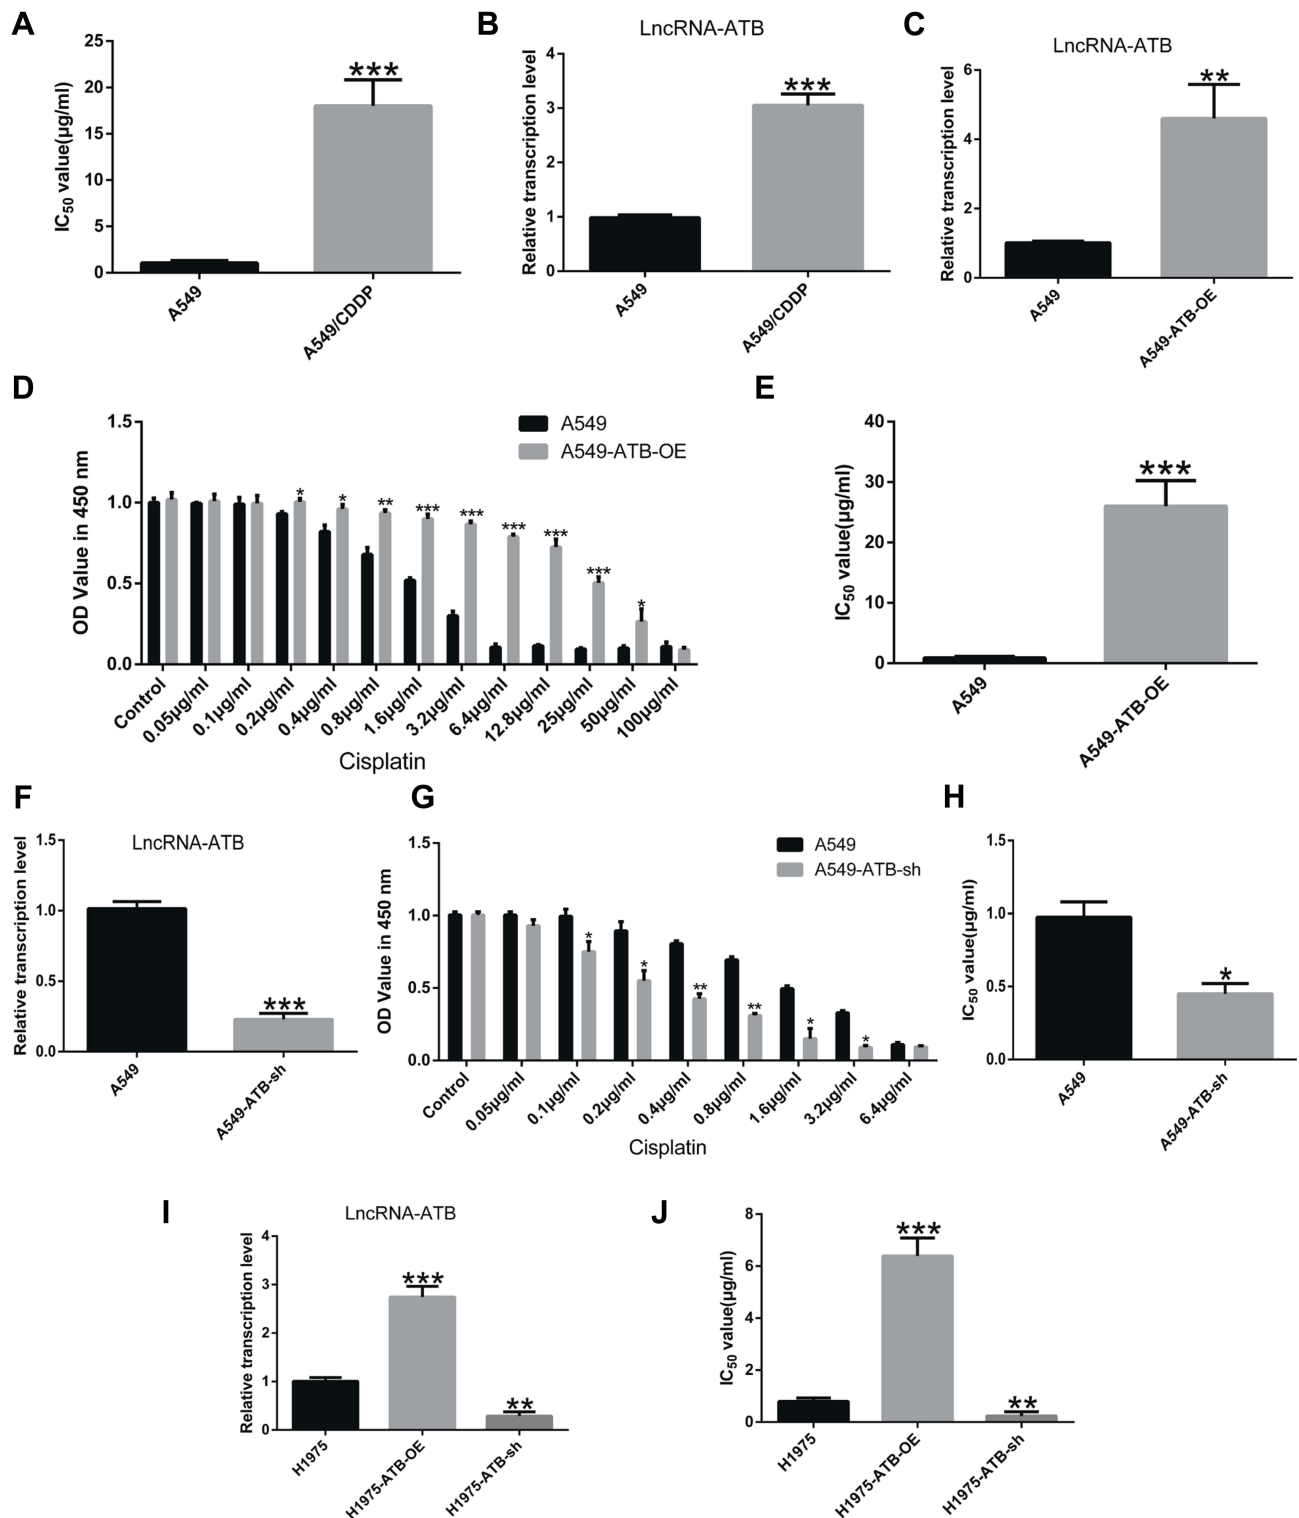 A
IC50 value(μg/ml)
25
20
15
10
5
0
***
A549
A549/CDDP
B
LncRNA-ATB
Relative transcription level
4
3
2
1
0
***
A549
A549/CDDP
C
LncRNA-ATB
Relative transcription level
6
4
2
0
**
A549
A549-ATB-OE
D
OD Value in 450 nm
1.5
1.0
0.5
0.0
A549
A549-ATB-OE
* * ** *** *** *** *** *** *
Control
0.05μg/ml
0.1μg/ml
0.2μg/ml
0.4μg/ml
0.8μg/ml
1.6μg/ml
3.2μg/ml
6.4μg/ml
12.8μg/ml
25μg/ml
50μg/ml
100μg/ml
Cisplatin
E
IC50 value(μg/ml)
40
30
20
10
0
***
A549
A549-ATB-OE
F
LncRNA-ATB
Relative transcription level
1.5
1.0
0.5
0.0
***
A549
A549-ATB-sh
G
OD Value in 450 nm
1.5
1.0
0.5
0.0
A549
A549-ATB-sh
* * ** ** * *
Control
0.05μg/ml
0.1μg/ml
0.2μg/ml
0.4μg/ml
0.8μg/ml
1.6μg/ml
3.2μg/ml
6.4μg/ml
Cisplatin
H
IC50 value(μg/ml)
1.5
1.0
0.5
0.0
*
A549
A549-ATB-sh
I
LncRNA-ATB
Relative transcription level
4
3
2
1
0
***
**
H1975
H1975-ATB-OE
H1975-ATB-sh
J
IC50 value(μg/ml)
8
6
4
2
0
***
**
H1975
H1975-ATB-OE
H1975-ATB-sh